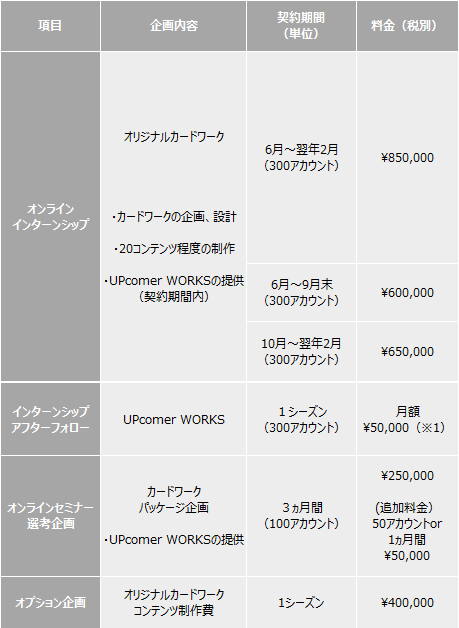 項目
企画内容
契約期間
（単位）
料金（税別）
オンライン
インターンシップ
オリジナルカードワーク
・カードワークの企画、設計
・20コンテンツ程度の制作
・UPcomer WORKSの提供
（契約期間内）
6月～翌年2月
（300アカウント）
¥850,000
6月～9月末
（300アカウント）
¥600,000
10月～翌年2月
（300アカウント）
¥650,000
インターンシップ
アフターフォロー
UPcomer WORKS
１シーズン
（300アカウント）
月額
¥50,000（※1）
オンラインセミナー
選考企画
カードワーク
パッケージ企画
・UPcomer WORKSの提供
３ヵ月間
（100アカウント）
¥250,000
(追加料金）
50アカウントor
1ヵ月間
¥50,000
オプション企画
オリジナルカードワーク
コンテンツ制作費
1シーズン
¥400,000